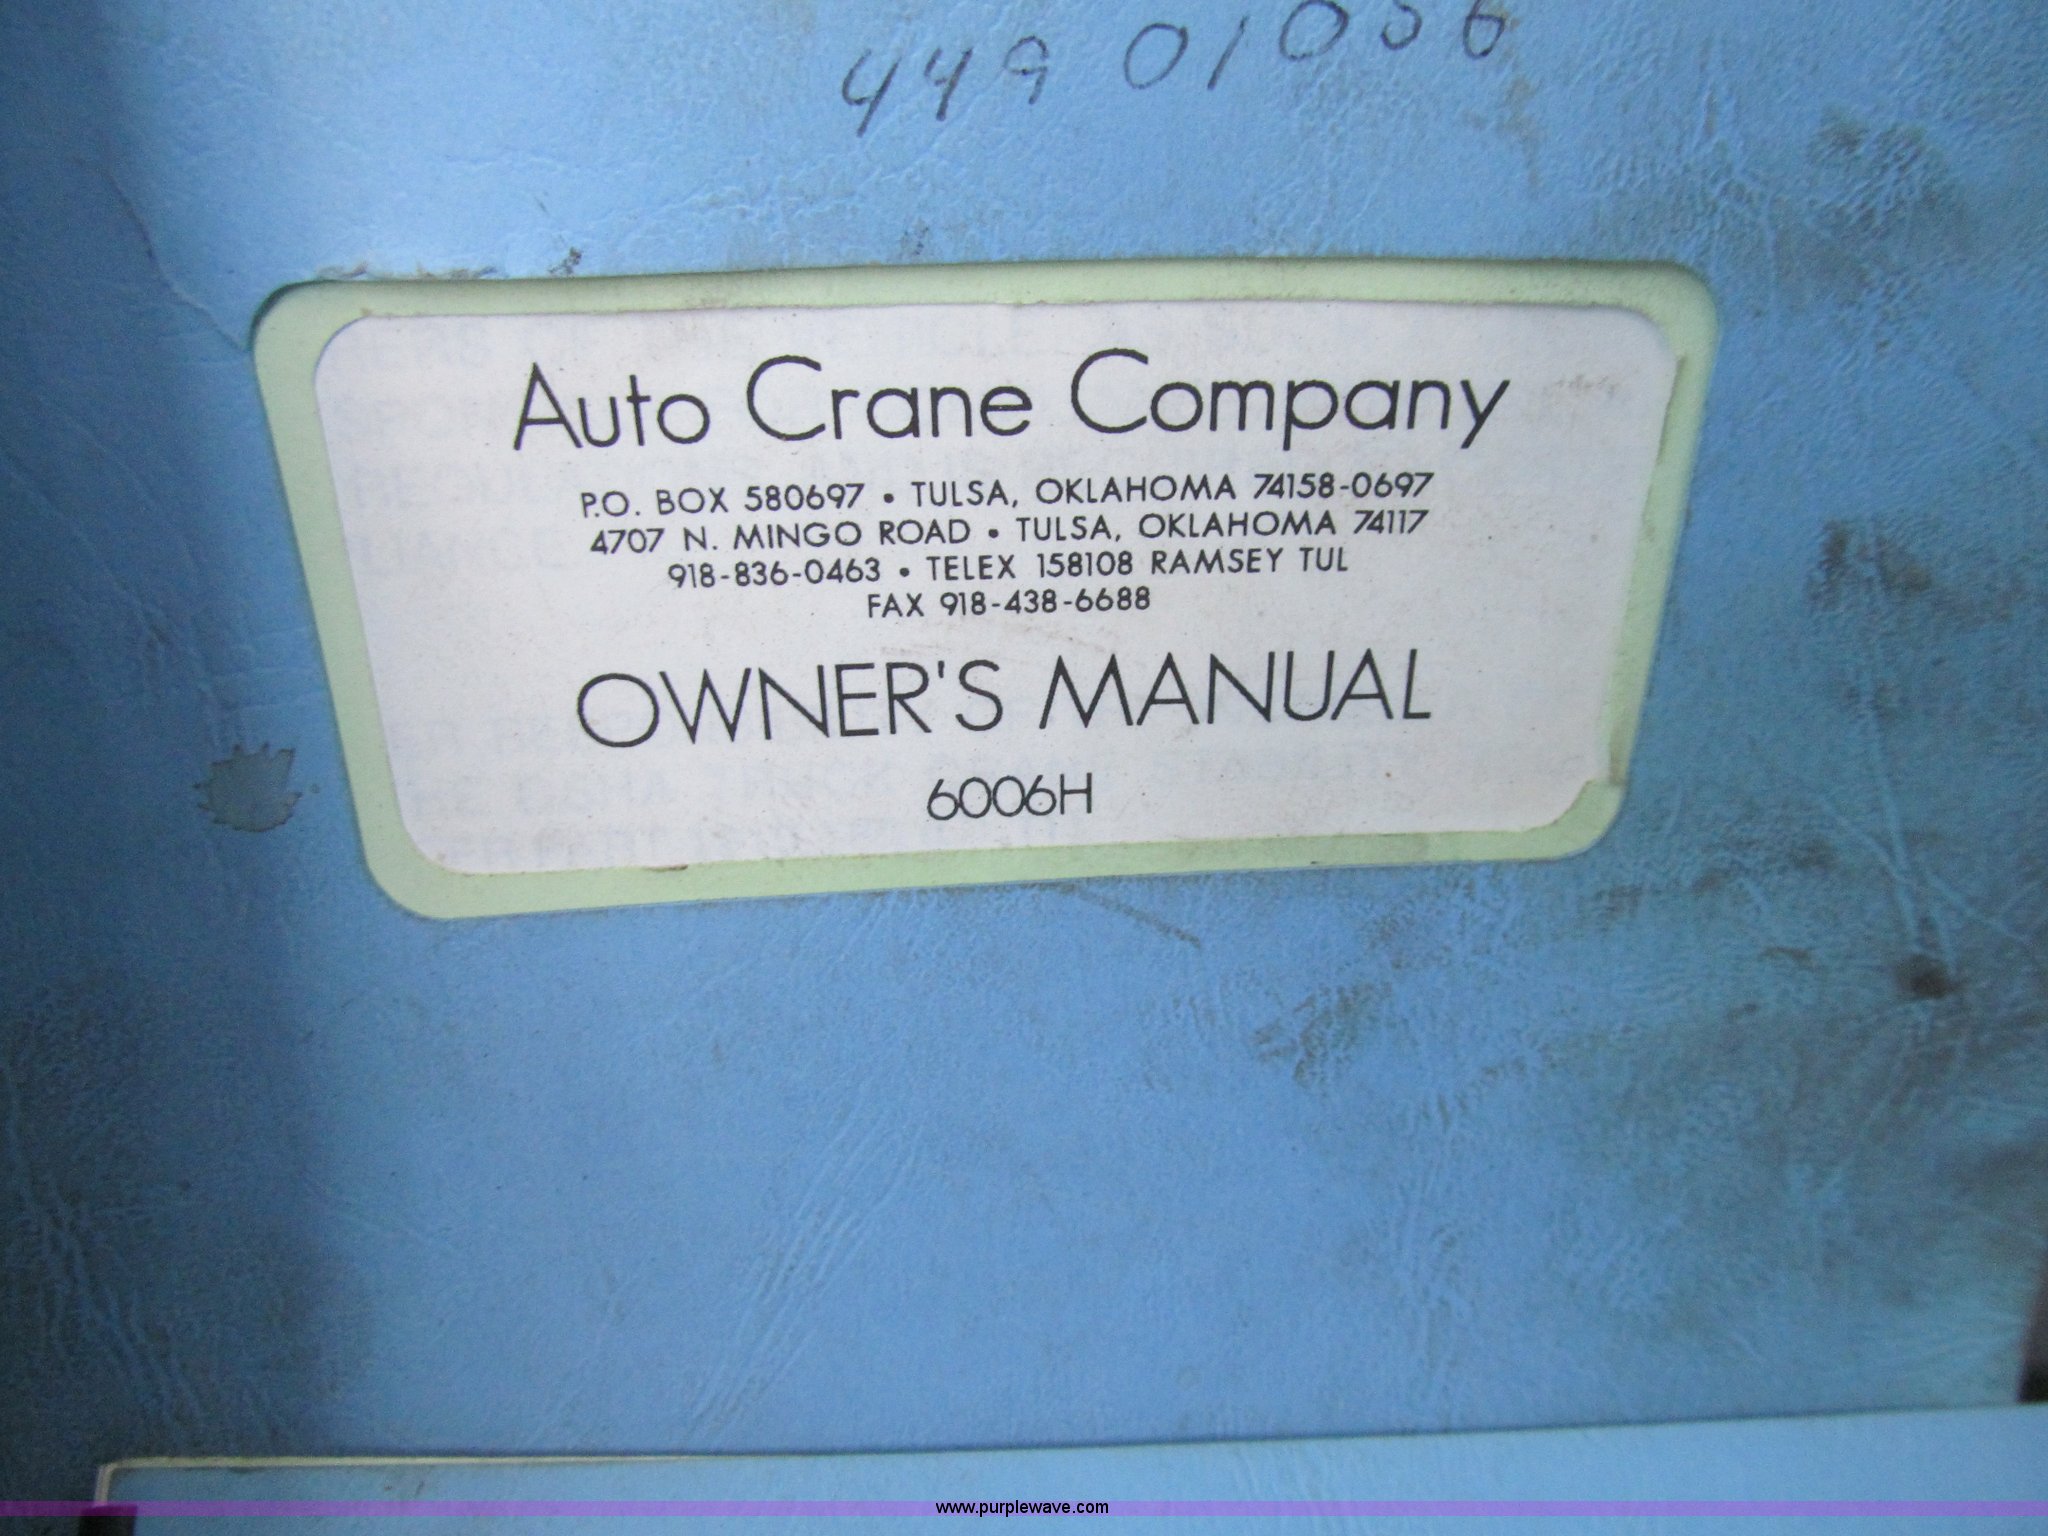 449 01056
Auto Crane Company
P.O. BOX 580697 • TULSA, OKLAHOMA 74158-0697
4707 N. MINGO ROAD • TULSA, OKLAHOMA 74117
918-836-0463 • TELEX 158108 RAMSEY TUL
FAX 918-438-6688
OWNER'S MANUAL
6006H
www.purplewave.com